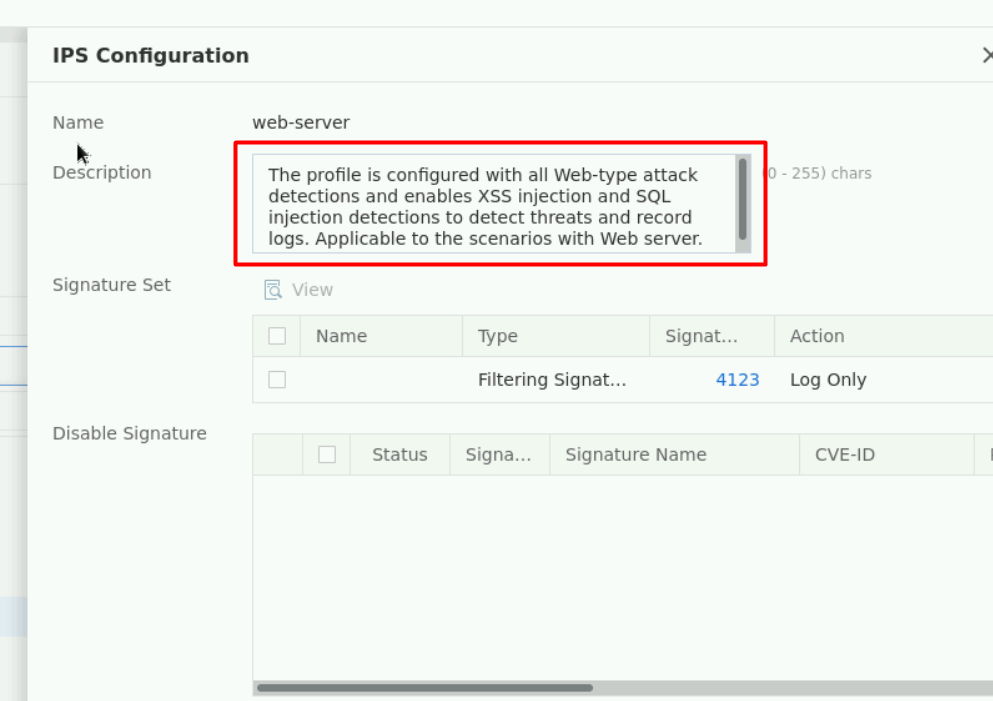 IPS Configuration
Name
web-server
Description
The profile is configured with all Web-type attack
detections and enables XSS injection and SQL
injection detections to detect threats and record
logs. Applicable to the scenarios with Web server.
0 - 255) chars
Signature Set
View
Name Type Signat... Action
Filtering Signat... 4123 Log Only
Disable Signature
Status Signa... Signature Name CVE-ID